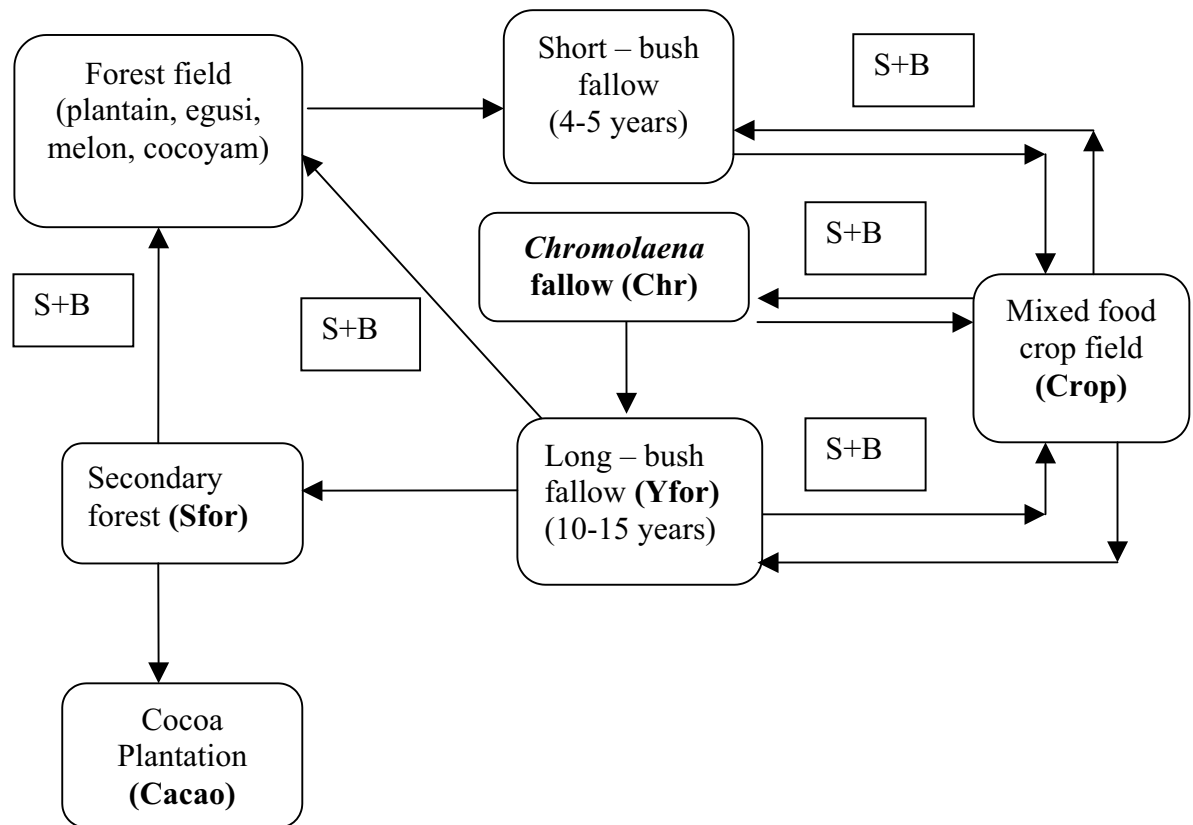 Forest field
(plantain, egusi,
melon, cocoyam)
Short – bush
fallow
(4-5 years)
S+B
S+B
Chromolaena
fallow (Chr)
S+B
S+B
Mixed food
crop field
(Crop)
S+B
Secondary
forest (Sfor)
Long – bush
fallow (Yfor)
(10-15 years)
Cocoa
Plantation
(Cacao)